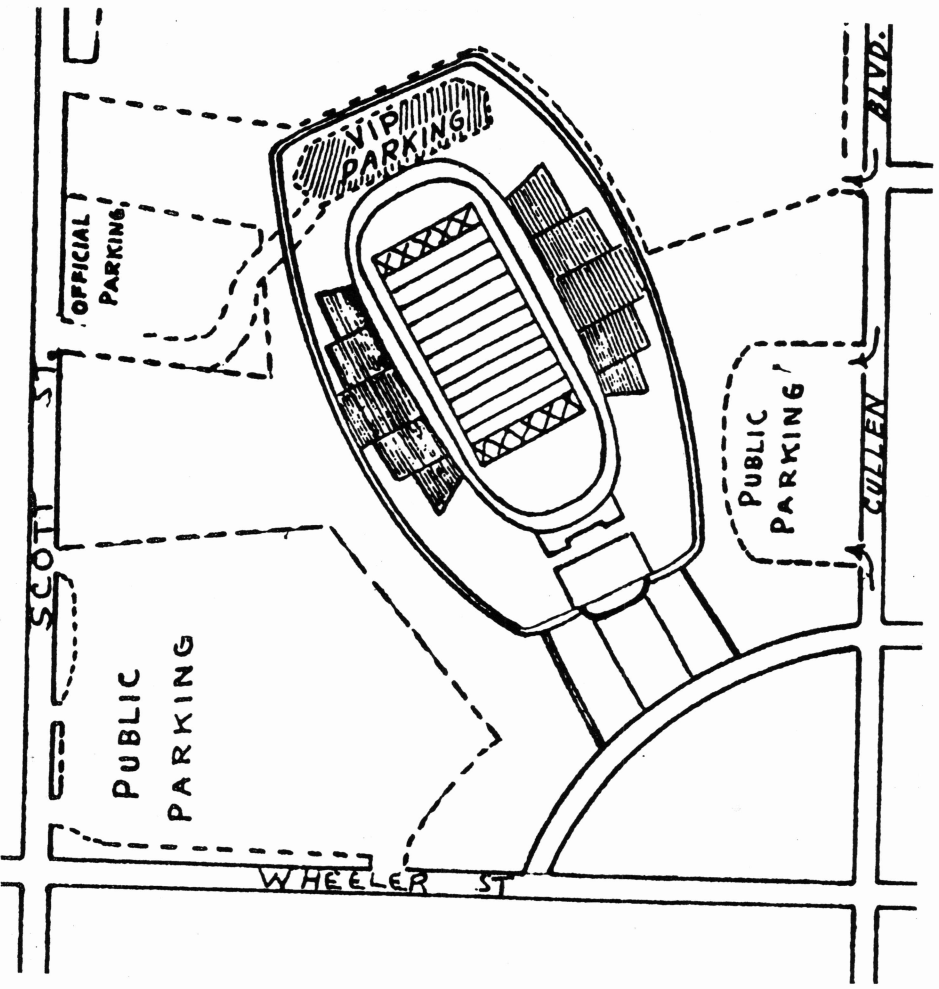 VIP
PARKING
OFFICIAL
PARKING
BLVD.
CULLEN
PUBLIC
PARKING
SCOTT ST.
PUBLIC
PARKING
WHEELER ST